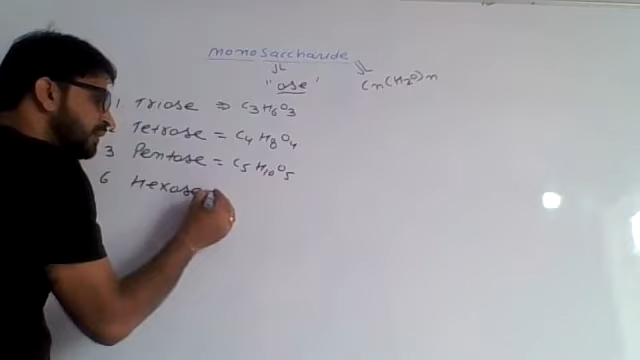 monosaccharide
"ose" Cn(H2O)n
1. Triose ⇒ C3H6O3
2 Tetrose = C4H8O4
3 Pentose = C5H10O5
6 Hexose